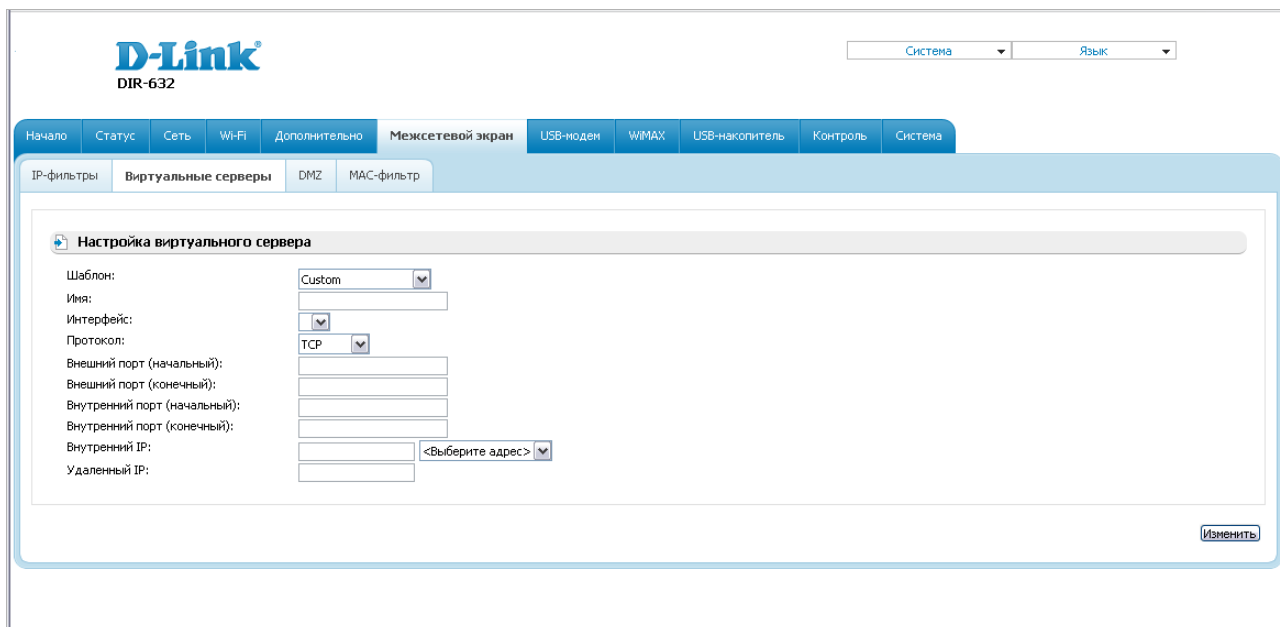 D-Link®
DIR-632
Система Язык
Начало Статус Сеть Wi-Fi Дополнительно Межсетевой экран USB-модем WiMAX USB-накопитель Контроль Система
IP-фильтры Виртуальные серверы DMZ MAC-фильтр
Настройка виртуального сервера
Шаблон: Custom
Имя:
Интерфейс:
Протокол: TCP
Внешний порт (начальный):
Внешний порт (конечный):
Внутренний порт (начальный):
Внутренний порт (конечный):
Внутренний IP: <Выберите адрес>
Удаленный IP:
Изменить